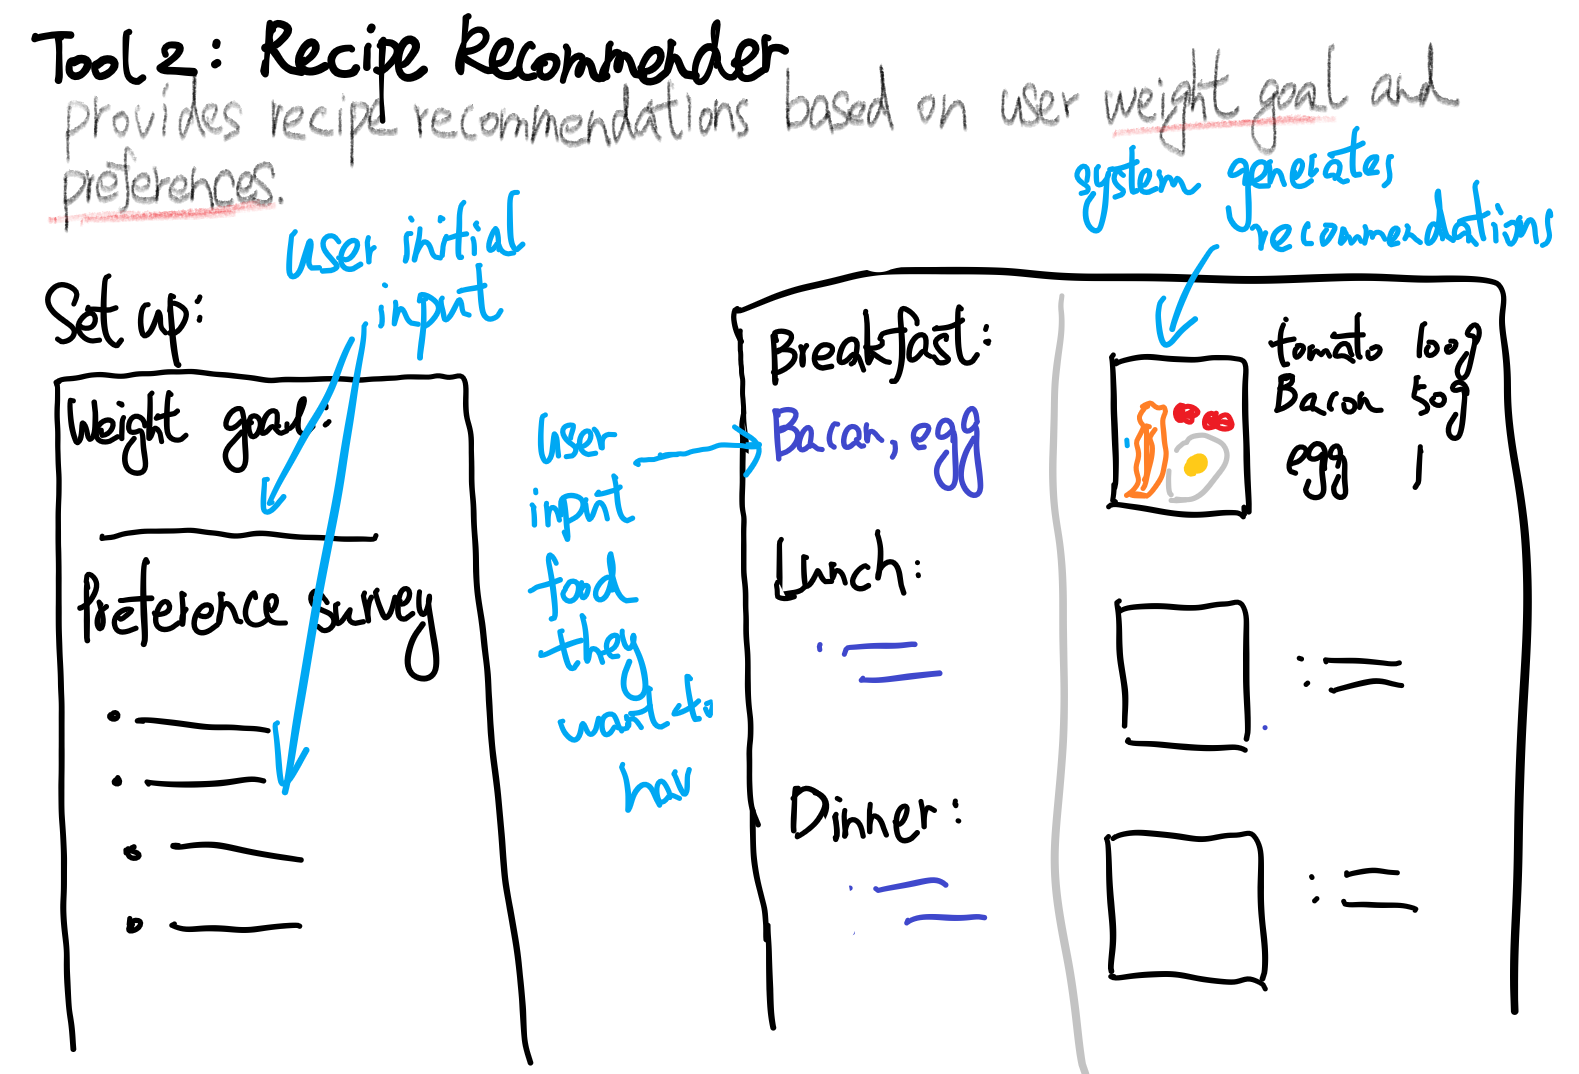 Tool 2: Recipe Recommender
provides recipe recommendations based on user weight goal and
preferences.
user initial
input
system generates
recommendations
Set up:
Weight goal:
Preference survey
user
input
food
they
want to
hav
Breakfast:
Bacon, egg
tomato 100g
Bacon 50g
egg 1
Lunch:
Dinner: